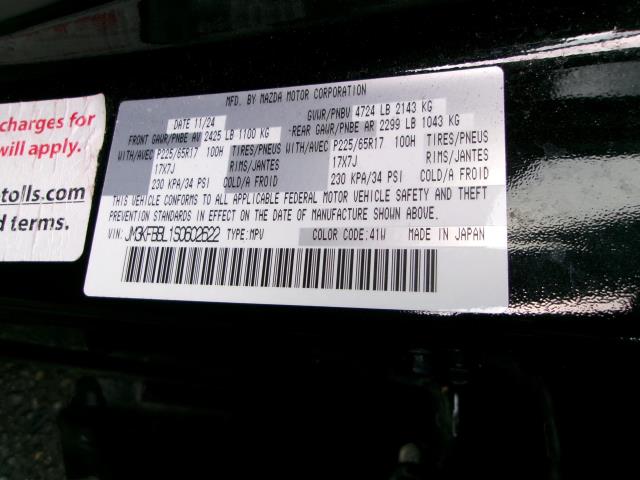 charges for
will apply.
etolls.com
d terms.
MFD. BY MAZDA MOTOR CORPORATION
DATE 11/24 GVWR/PNBV 4724 LB 2143 KG
FRONT GAWR/PNBE AV 2425 LB 1100 KG REAR GAWR/PNBE AR 2299 LB 1043 KG
WITH/AVEC P225/65R17 100H TIRES/PNEUS WITH/AVEC P225/65R17 100H TIRES/PNEUS
17X7J RIMS/JANTES 17X7J RIMS/JANTES
230 KPA/34 PSI COLD/A FROID 230 KPA/34 PSI COLD/A FROID
THIS VEHICLE CONFORMS TO ALL APPLICABLE FEDERAL MOTOR VEHICLE SAFETY AND THEFT
PREVENTION STANDARDS IN EFFECT ON THE DATE OF MANUFACTURE SHOWN ABOVE.
VIN: JM3KFBBL1S0602622 TYPE:MPV COLOR CODE:41W MADE IN JAPAN